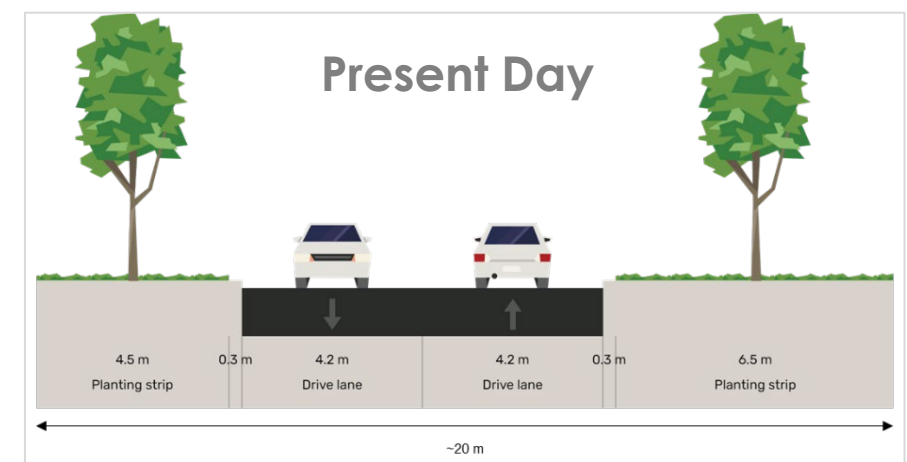 Present Day
4.5 m
0.3 m
4.2 m
4.2 m
0.3 m
6.5 m
Planting strip
Drive lane
Drive lane
Planting strip
~20 m